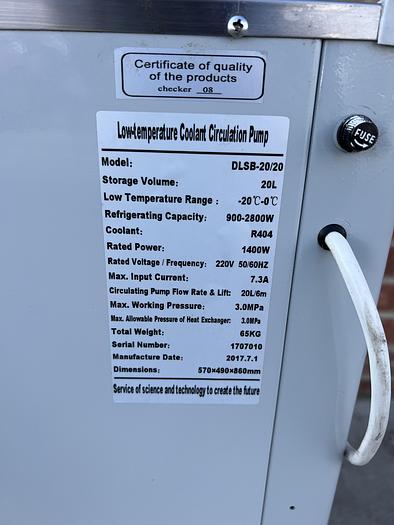 Certificate of quality
of the products
checker 08
FUSE
Low-temperature Coolant Circulation Pump
Model: DLSB-20/20
Storage Volume: 20L
Low Temperature Range : -20℃-0℃
Refrigerating Capacity: 900-2800W
Coolant: R404
Rated Power: 1400W
Rated Voltage / Frequency: 220V 50/60HZ
Max. Input Current: 7.3A
Circulating Pump Flow Rate & Lift: 20L/6m
Max. Working Pressure: 3.0MPa
Max. Allowable Pressure of Heat Exchanger: 3.0MPa
Total Weight: 65KG
Serial Number: 1707010
Manufacture Date: 2017.7.1
Dimensions: 570×490×860mm
Service of science and technology to create the future